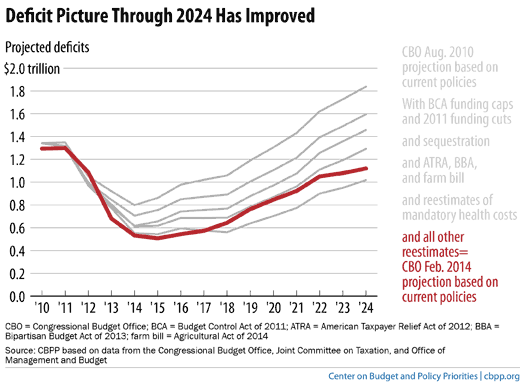 Deficit Picture Through 2024 Has Improved
Projected deficits
$2.0 trillion
1.8
1.6
1.4
1.2
1.0
0.8
0.6
0.4
0.2
0.0
'10 '11 '12 '13 '14 '15 '16 '17 '18 '19 '20 '21 '22 '23 '24
CBO Aug. 2010
projection based on
current policies
With BCA funding caps
and 2011 funding cuts
and sequestration
and ATRA, BBA,
and farm bill
and reestimates of
mandatory health costs
and all other
reestimates=
CBO Feb. 2014
projection based on
current policies
CBO = Congressional Budget Office; BCA = Budget Control Act of 2011; ATRA = American Taxpayer Relief Act of 2012; BBA =
Bipartisan Budget Act of 2013; farm bill = Agricultural Act of 2014
Source: CBPP based on data from the Congressional Budget Office, Joint Committee on Taxation, and Office of
Management and Budget
Center on Budget and Policy Priorities | cbpp.org